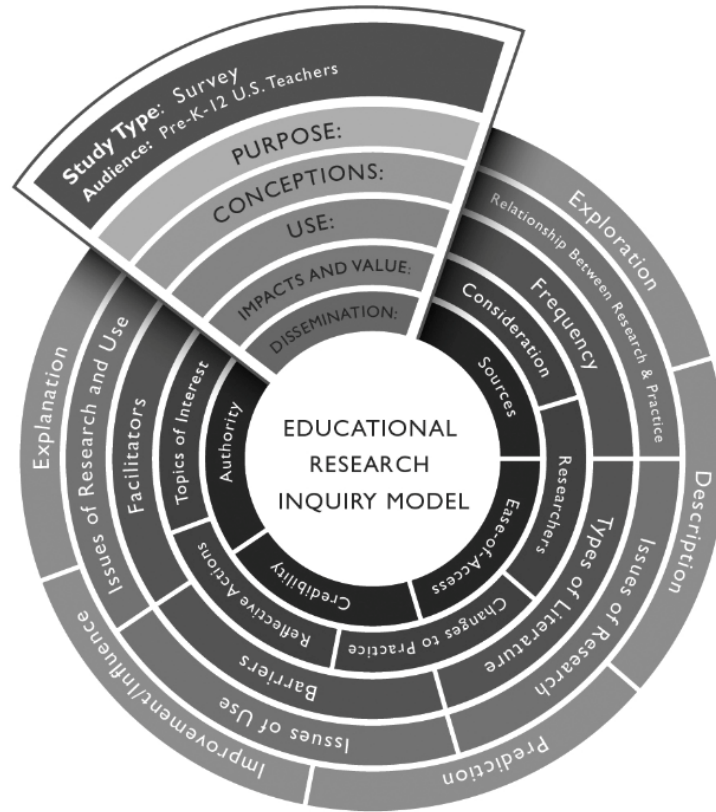 Study Type: Survey
Audience: Pre-K-12 U.S. Teachers
PURPOSE:
CONCEPTIONS:
USE:
IMPACTS AND VALUE:
DISSEMINATION:
EDUCATIONAL
RESEARCH
INQUIRY MODEL
Exploration
Description
Prediction
Improvement/Influence
Explanation
Relationship Between Research & Practice
Issues of Research
Issues of Use
Issues of Research and Use
Frequency
Types of Literature
Barriers
Facilitators
Consideration
Researchers
Changes to Practice
Reflective Actions
Topics of Interest
Sources
Ease-of-Access
Credibility
Authority